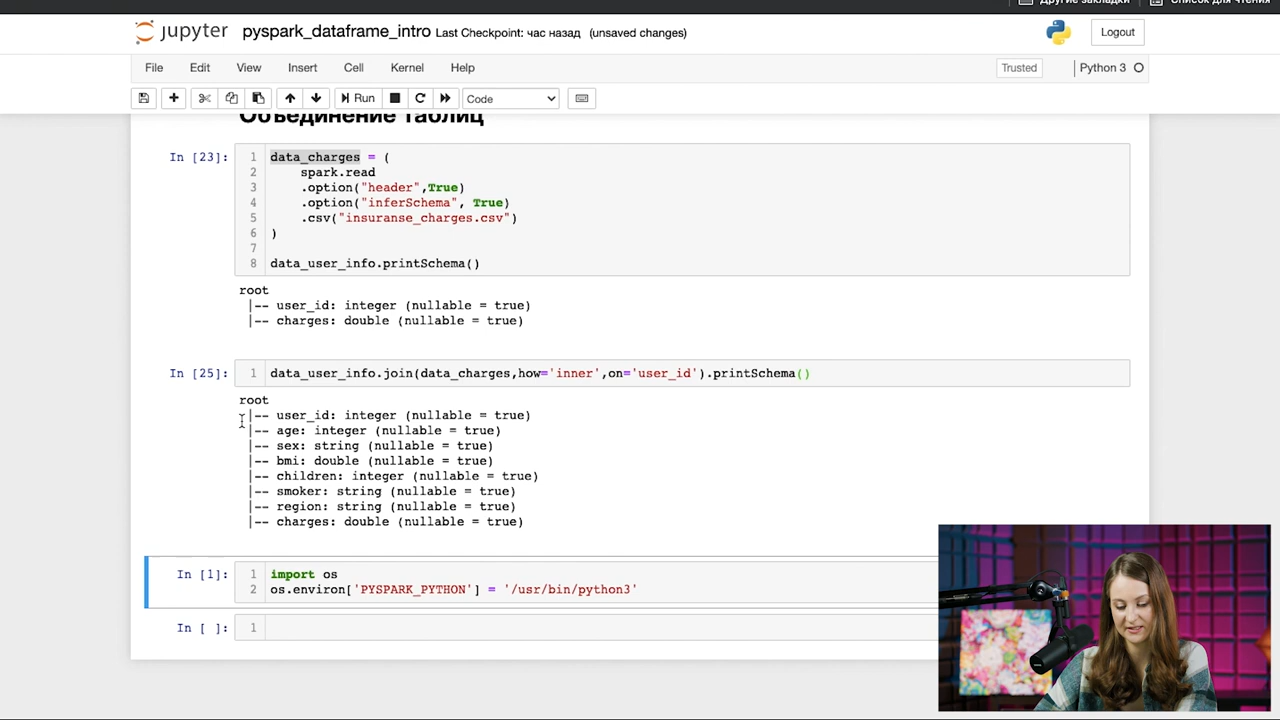 Другие закладки
Список для чтения
jupyter pyspark_dataframe_intro Last Checkpoint: час назад (unsaved changes)
Logout
File Edit View Insert Cell Kernel Help
Trusted
Python 3
Run
Code
Объединение таблиц
In [23]:
1 data_charges = (
2 spark.read
3 .option("header",True)
4 .option("inferSchema", True)
5 .csv("insuranse_charges.csv")
6 )
7
8 data_user_info.printSchema()
root
|-- user_id: integer (nullable = true)
|-- charges: double (nullable = true)
In [25]:
1 data_user_info.join(data_charges,how='inner',on='user_id').printSchema()
root
|-- user_id: integer (nullable = true)
|-- age: integer (nullable = true)
|-- sex: string (nullable = true)
|-- bmi: double (nullable = true)
|-- children: integer (nullable = true)
|-- smoker: string (nullable = true)
|-- region: string (nullable = true)
|-- charges: double (nullable = true)
In [1]:
1 import os
2 os.environ['PYSPARK_PYTHON'] = '/usr/bin/python3'
In [ ]:
1